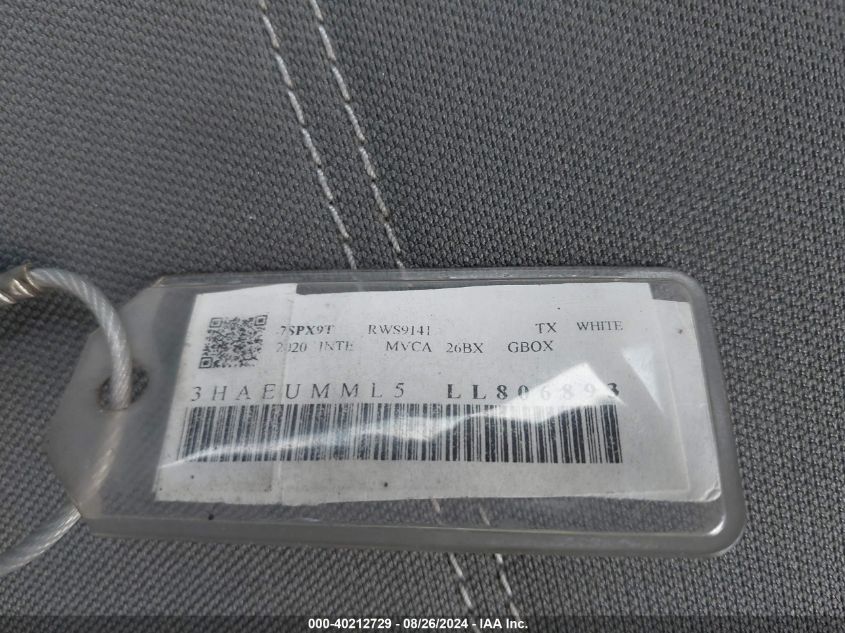 7SPX9T RWS9141 TX WHITE
2020 INTE MVCA 26BX GBOX
3HAEUMML5 LL806893
000-40212729 - 08/26/2024 - IAA Inc.